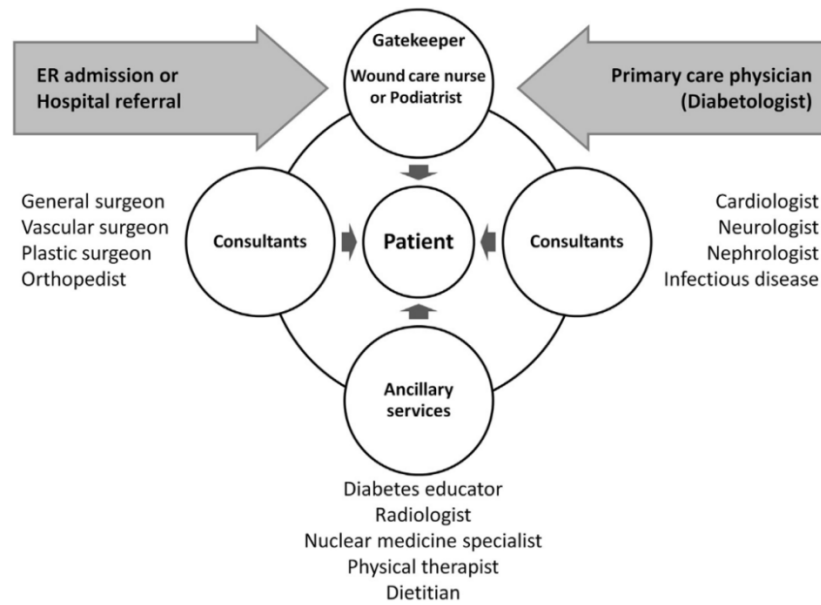 Gatekeeper
Wound care nurse
or Podiatrist
ER admission or
Hospital referral
Primary care physician
(Diabetologist)
General surgeon
Vascular surgeon
Plastic surgeon
Orthopedist
Consultants
Patient
Consultants
Cardiologist
Neurologist
Nephrologist
Infectious disease
Ancillary
services
Diabetes educator
Radiologist
Nuclear medicine specialist
Physical therapist
Dietitian